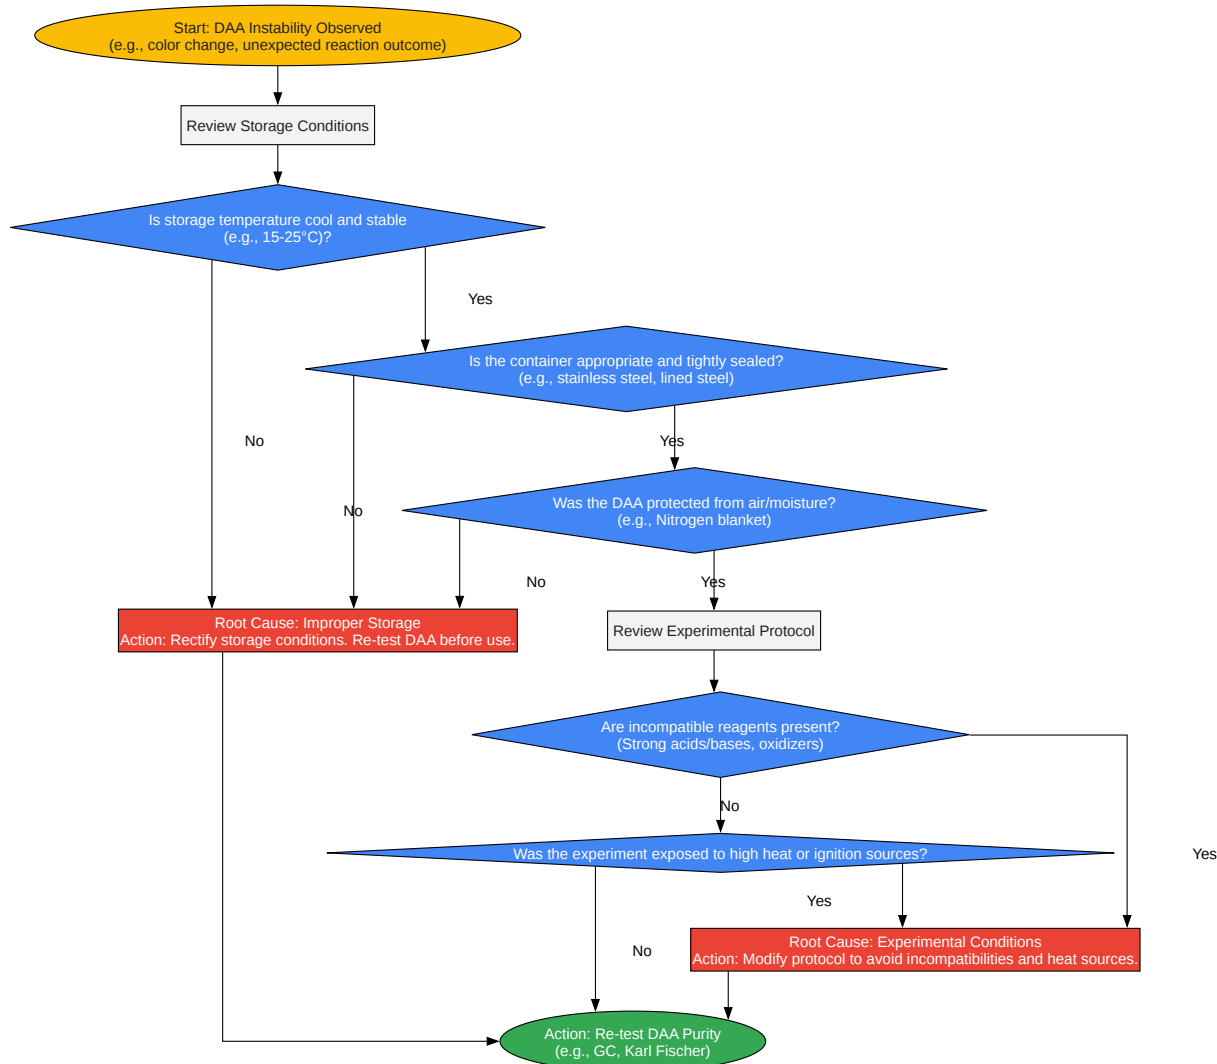 Start: DAA Instability Observed
(e.g., color change, unexpected reaction outcome)
Review Storage Conditions
Is storage temperature cool and stable
(e.g., 15-25°C)?
Yes
Is the container appropriate and tightly sealed?
(e.g., stainless steel, lined steel)
No
Yes
Was the DAA protected from air/moisture?
(e.g., Nitrogen blanket)
No
No
Yes
Root Cause: Improper Storage
Action: Rectify storage conditions. Re-test DAA before use.
Review Experimental Protocol
Are incompatible reagents present?
(Strong acids/bases, oxidizers)
No
Was the experiment exposed to high heat or ignition sources?
Yes
Yes
No
Root Cause: Experimental Conditions
Action: Modify protocol to avoid incompatibilities and heat sources.
Action: Re-test DAA Purity
(e.g., GC, Karl Fischer)